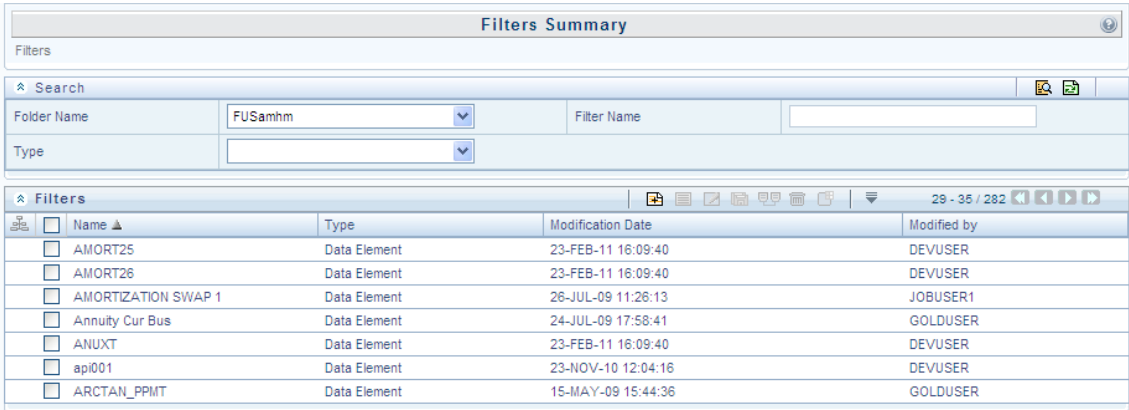 Filters Summary
Filters
Search
Folder Name FUSamhm Filter Name
Type
Filters 29 - 35 / 282
Name Type Modification Date Modified by
AMORT25 Data Element 23-FEB-11 16:09:40 DEVUSER
AMORT26 Data Element 23-FEB-11 16:09:40 DEVUSER
AMORTIZATION SWAP 1 Data Element 26-JUL-09 11:26:13 JOBUSER1
Annuity Cur Bus Data Element 24-JUL-09 17:58:41 GOLDUSER
ANUXT Data Element 23-FEB-11 16:09:40 DEVUSER
api001 Data Element 23-NOV-10 12:04:16 DEVUSER
ARCTAN_PPMT Data Element 15-MAY-09 15:44:36 GOLDUSER